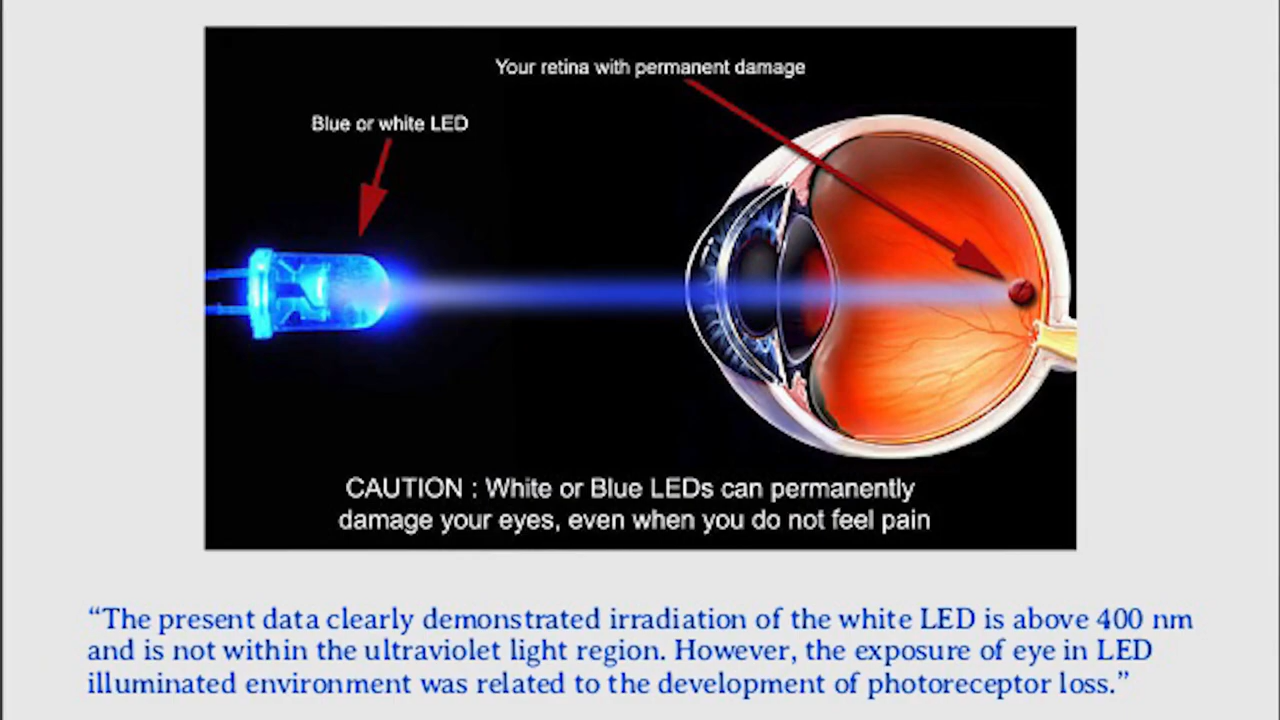 Your retina with permanent damage
Blue or white LED
CAUTION : White or Blue LEDs can permanently
damage your eyes, even when you do not feel pain
“The present data clearly demonstrated irradiation of the white LED is above 400 nm
and is not within the ultraviolet light region. However, the exposure of eye in LED
illuminated environment was related to the development of photoreceptor loss.”